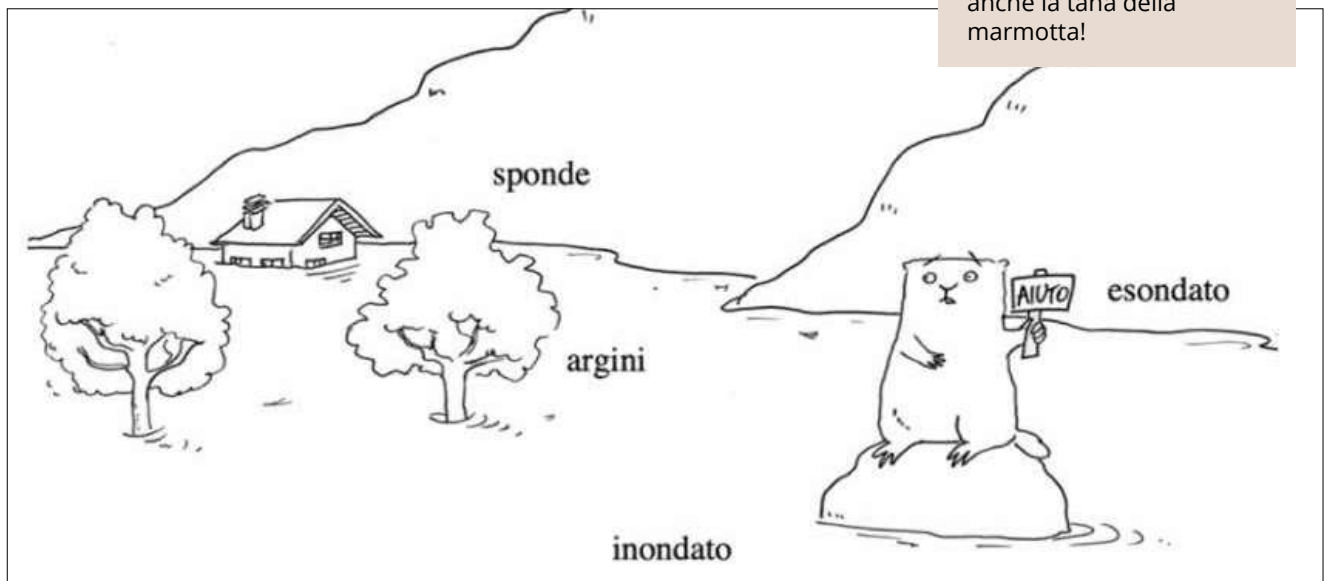 anche la tana della
marmotta!
sponde
AIUTO
esondato
argini
inondato